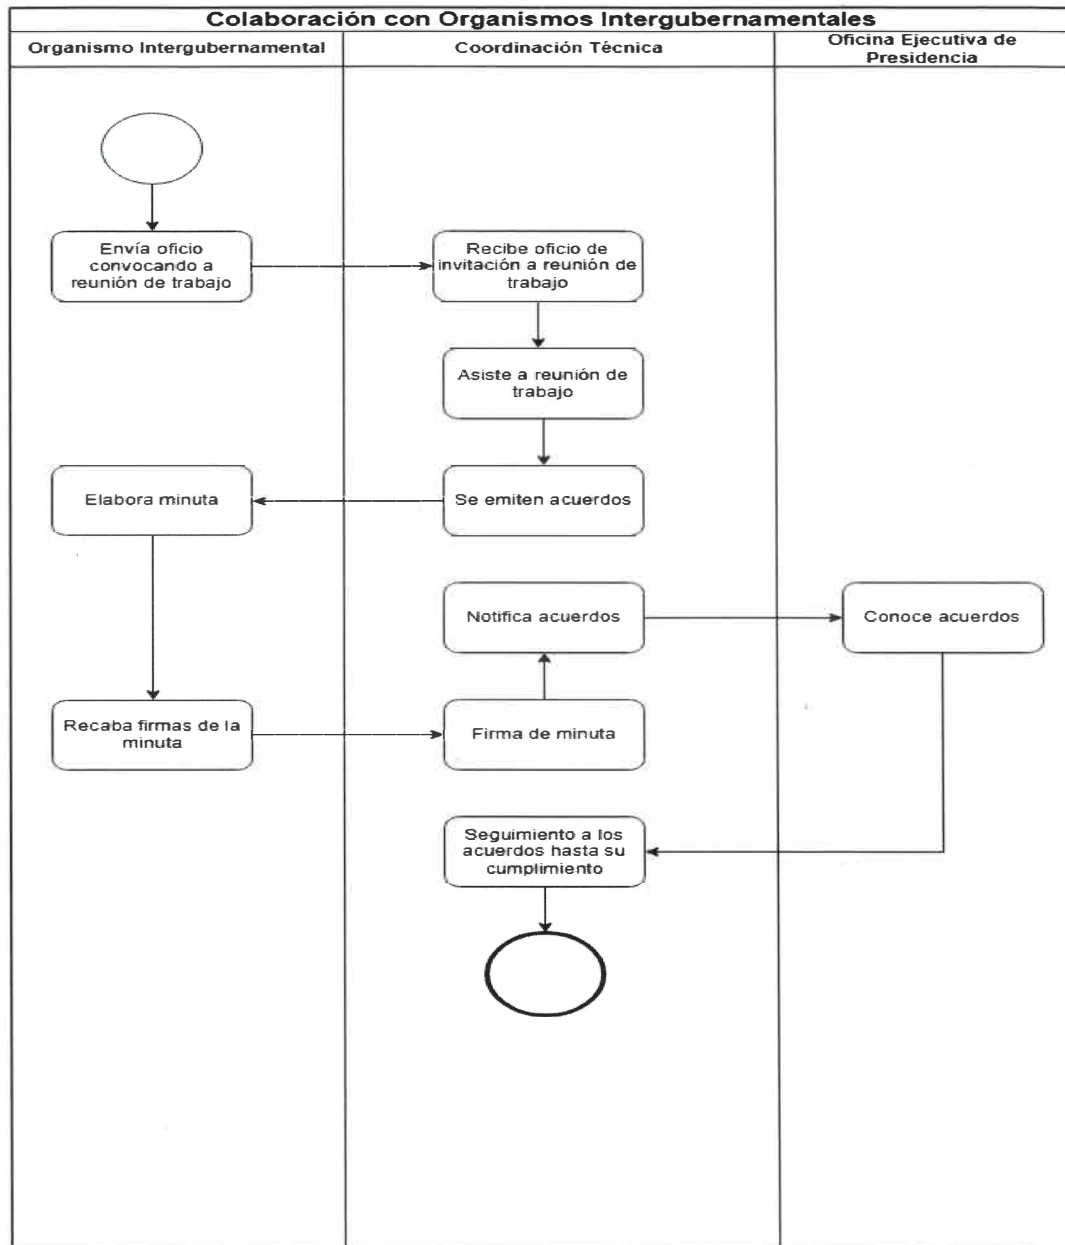 Colaboración con Organismos Intergubernamentales
Organismo Intergubernamental
Coordinación Técnica
Oficina Ejecutiva de
Presidencia
Envía oficio
convocando a
reunión de trabajo
Recibe oficio de
invitación a reunión de
trabajo
Asiste a reunión de
trabajo
Elabora minuta
Se emiten acuerdos
Notifica acuerdos
Conoce acuerdos
Recaba firmas de la
minuta
Firma de minuta
Seguimiento a los
acuerdos hasta su
cumplimiento